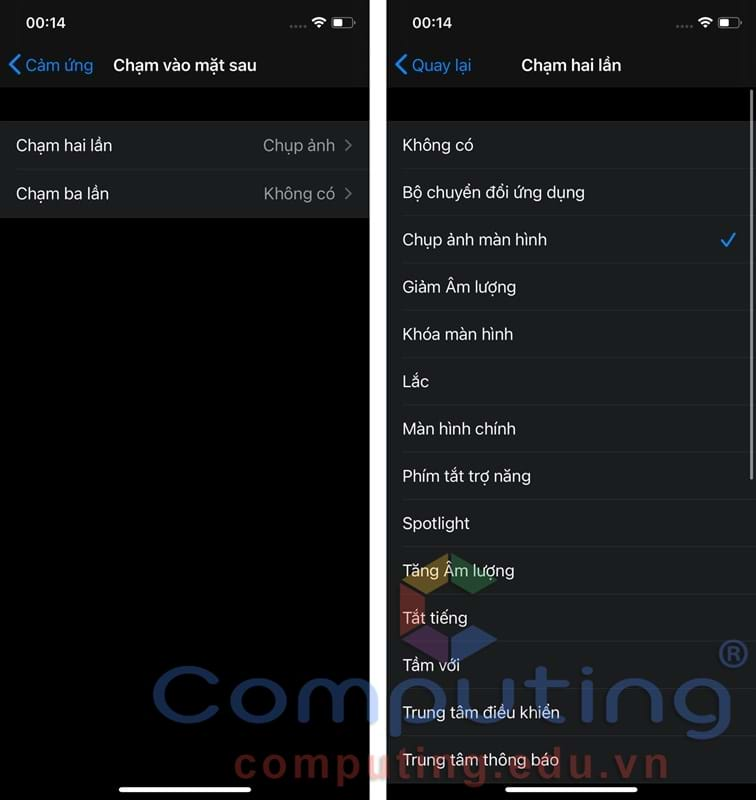 00:14
Cảm ứng Chạm vào mặt sau
Chạm hai lần Chụp ảnh
Chạm ba lần Không có
00:14
Quay lại Chạm hai lần
Không có
Bộ chuyển đổi ứng dụng
Chụp ảnh màn hình
Giảm Âm lượng
Khóa màn hình
Lắc
Màn hình chính
Phím tắt trợ năng
Spotlight
Tăng Âm lượng
Tắt tiếng
Tầm với
Trung tâm điều khiển
Trung tâm thông báo
Computing®
computing.edu.vn